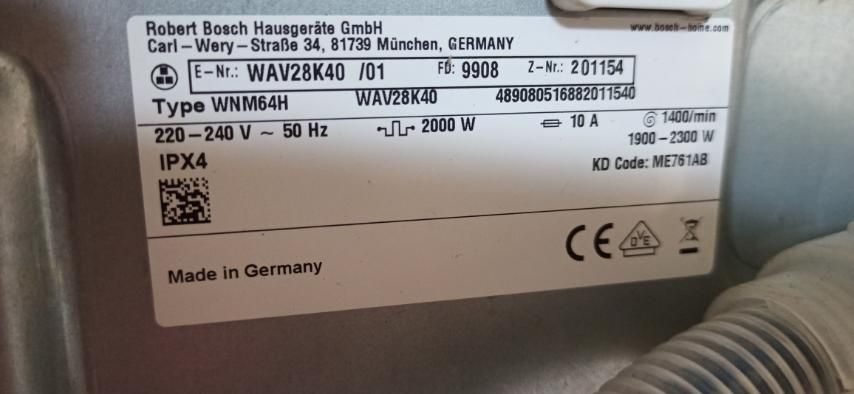 Robert Bosch Hausgeräte GmbH
www.bosch-home.com
Carl-Wery-Straße 34, 81739 München, GERMANY
E-Nr.: WAV28K40 /01 FD: 9908 Z-Nr.: 201154
Type WNM64H WAV28K40 489080516882011540
220-240 V ~ 50 Hz 2000 W 10 A 1400/min
1900-2300 W
IPX4 KD Code: ME761AB
CE DVE
Made in Germany